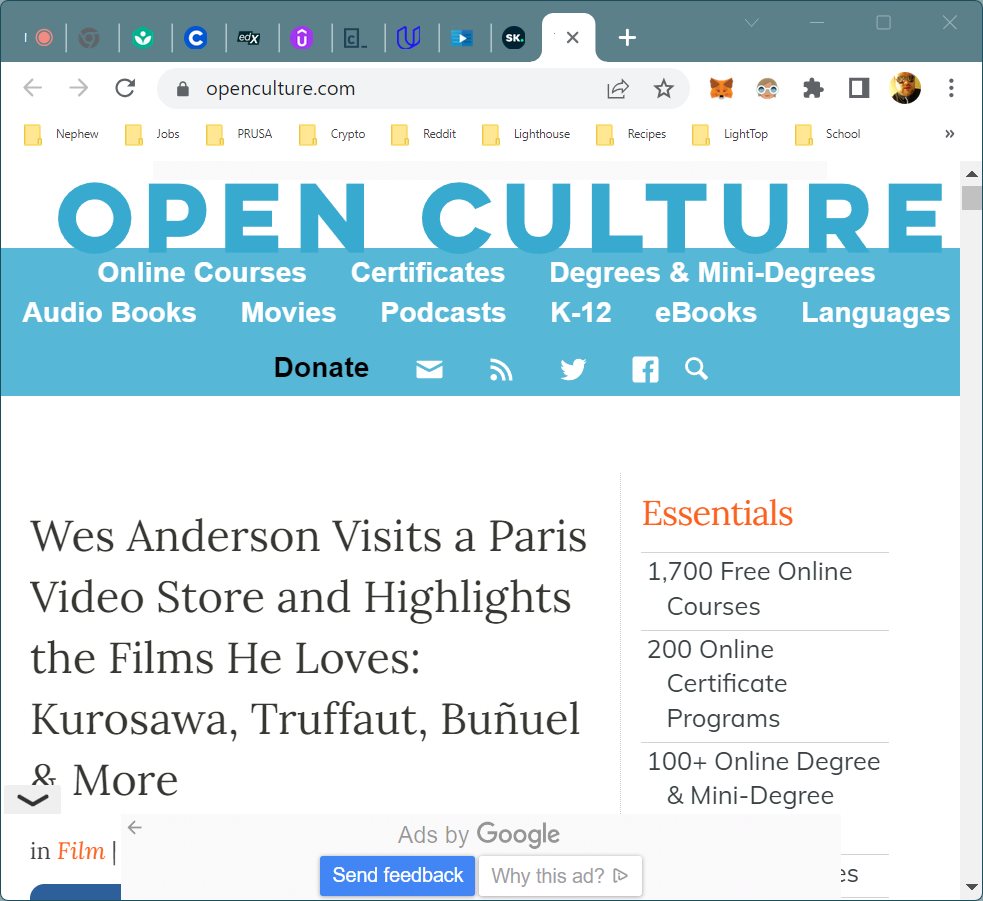 edX
c_
SK.
openculture.com
Nephew Jobs PRUSA Crypto Reddit Lighthouse Recipes LightTop School »
OPEN CULTURE
Online Courses Certificates Degrees & Mini-Degrees
Audio Books Movies Podcasts K-12 eBooks Languages
Donate
Wes Anderson Visits a Paris
Video Store and Highlights
the Films He Loves:
Kurosawa, Truffaut, Buñuel
& More
in Film |
Essentials
1,700 Free Online
Courses
200 Online
Certificate
Programs
100+ Online Degree
& Mini-Degree
Ads by Google
Send feedback
Why this ad?